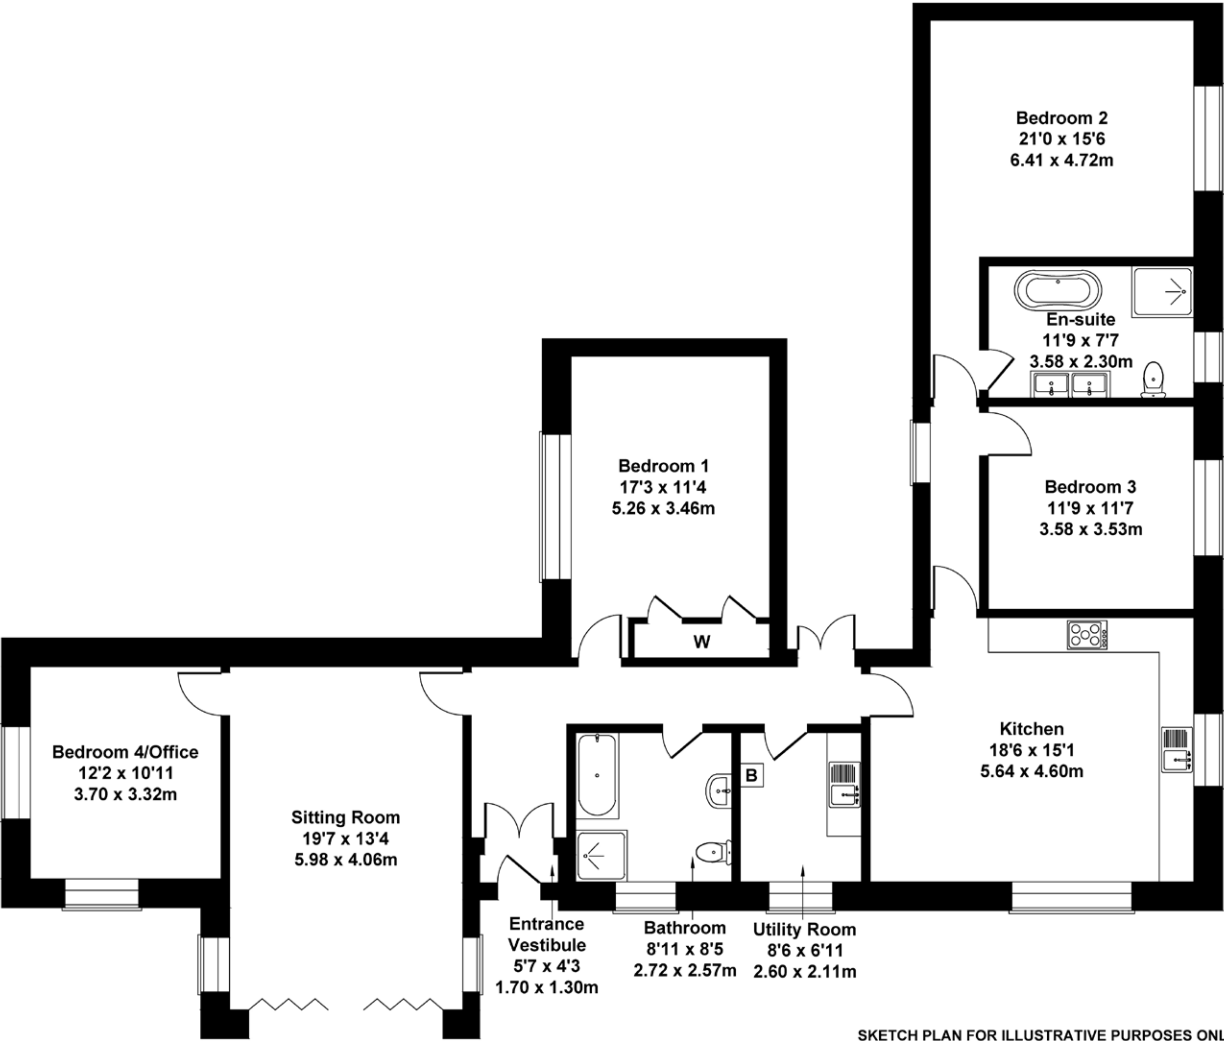 Bedroom 2
21'0 x 15'6
6.41 x 4.72m
En-suite
11'9 x 7'7
3.58 x 2.30m
Bedroom 1
17'3 x 11'4
5.26 x 3.46m
Bedroom 3
11'9 x 11'7
3.58 x 3.53m
W
Kitchen
18'6 x 15'1
5.64 x 4.60m
Bedroom 4/Office
12'2 x 10'11
3.70 x 3.32m
B
Sitting Room
19'7 x 13'4
5.98 x 4.06m
Entrance
Vestibule
5'7 x 4'3
1.70 x 1.30m
Bathroom
8'11 x 8'5
2.72 x 2.57m
Utility Room
8'6 x 6'11
2.60 x 2.11m
SKETCH PLAN FOR ILLUSTRATIVE PURPOSES ONL